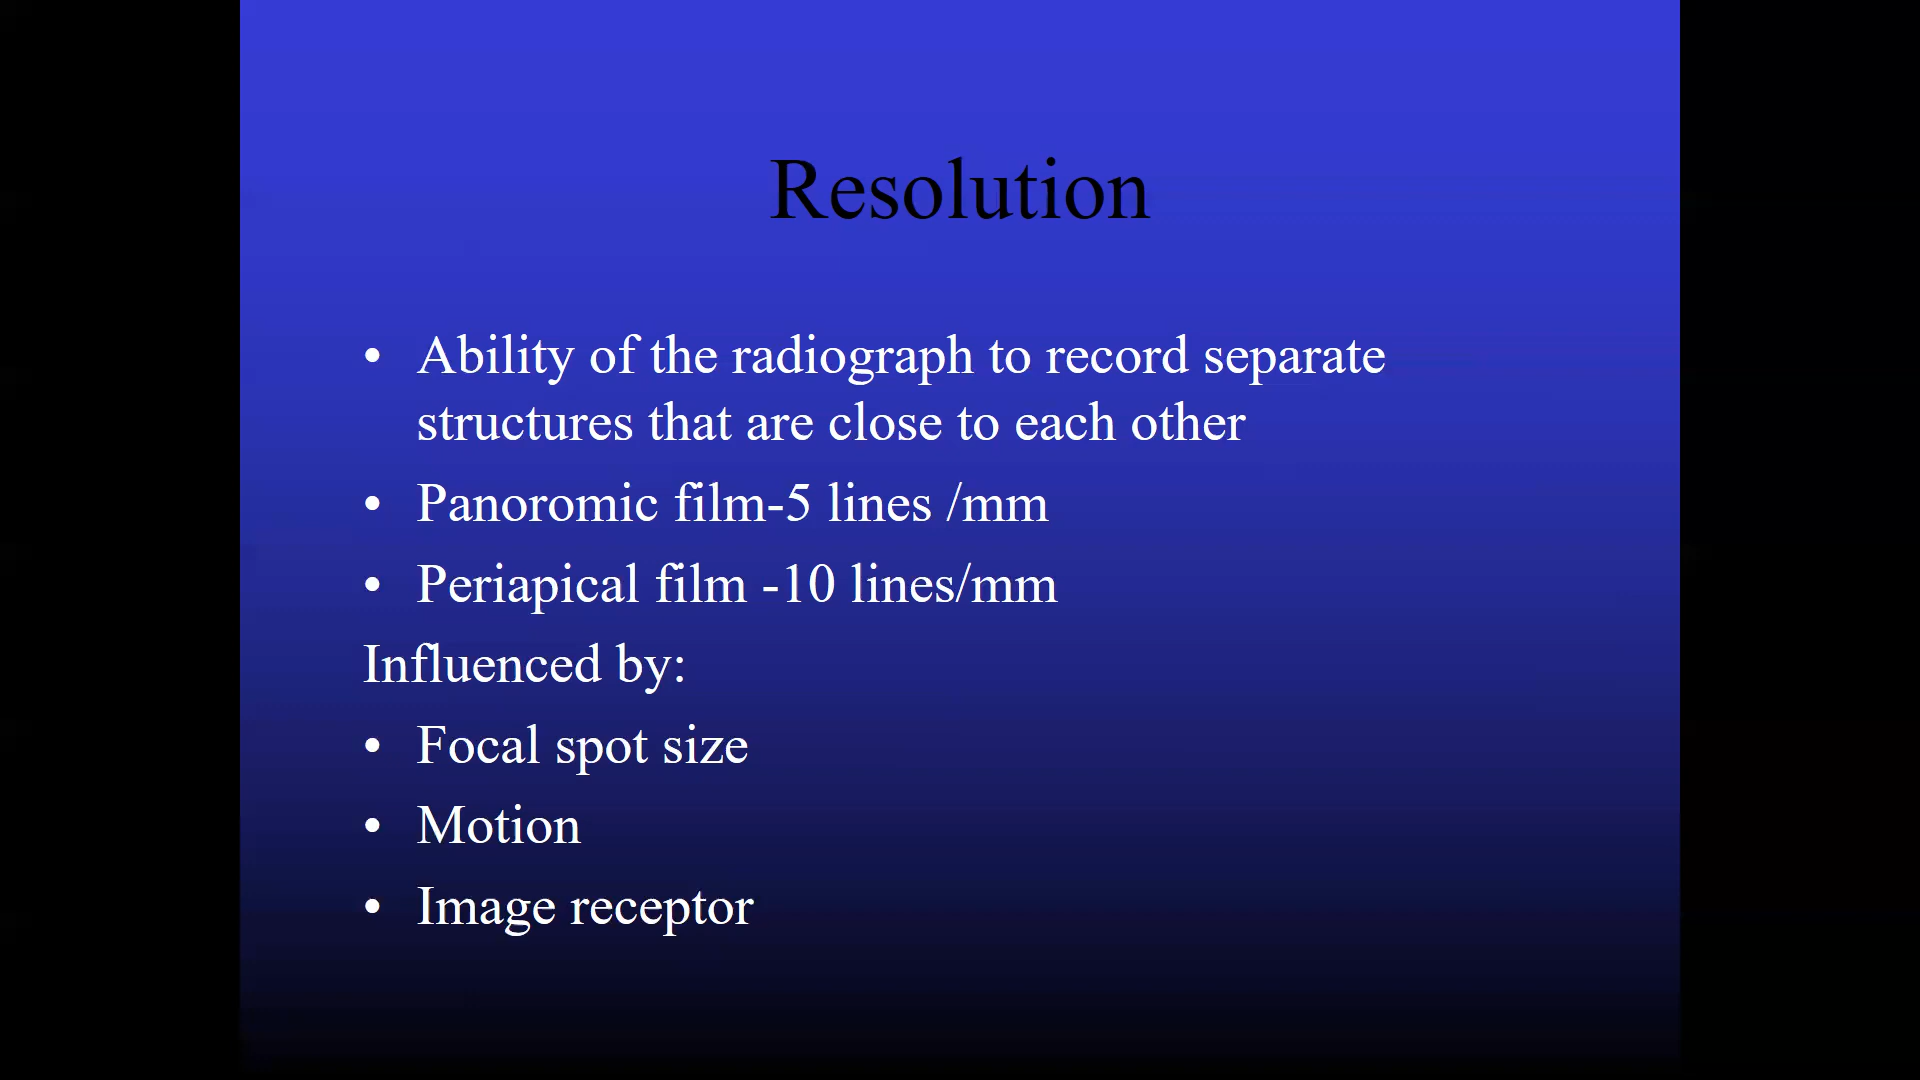 Resolution
• Ability of the radiograph to record separate
structures that are close to each other
• Panoromic film-5 lines /mm
• Periapical film -10 lines/mm
Influenced by:
• Focal spot size
• Motion
• Image receptor